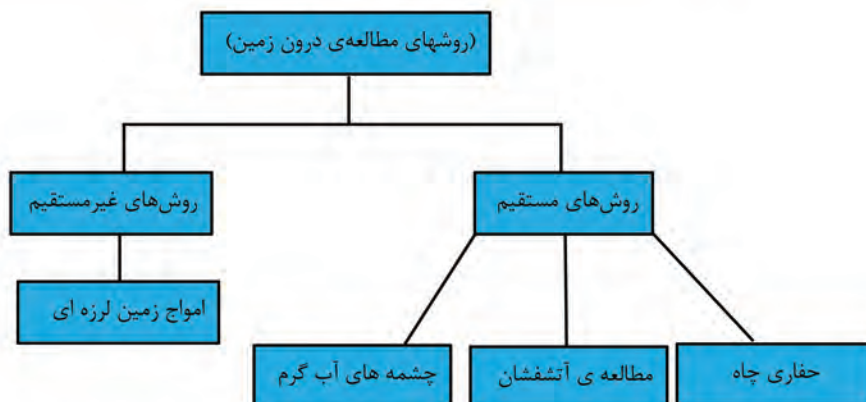 (روشهای مطالعه‌ی درون زمین)
روش‌های مستقیم
روش‌های غیرمستقیم
امواج زمین لرزه ای
حفاری چاه
مطالعه ی آتشفشان
چشمه های آب گرم